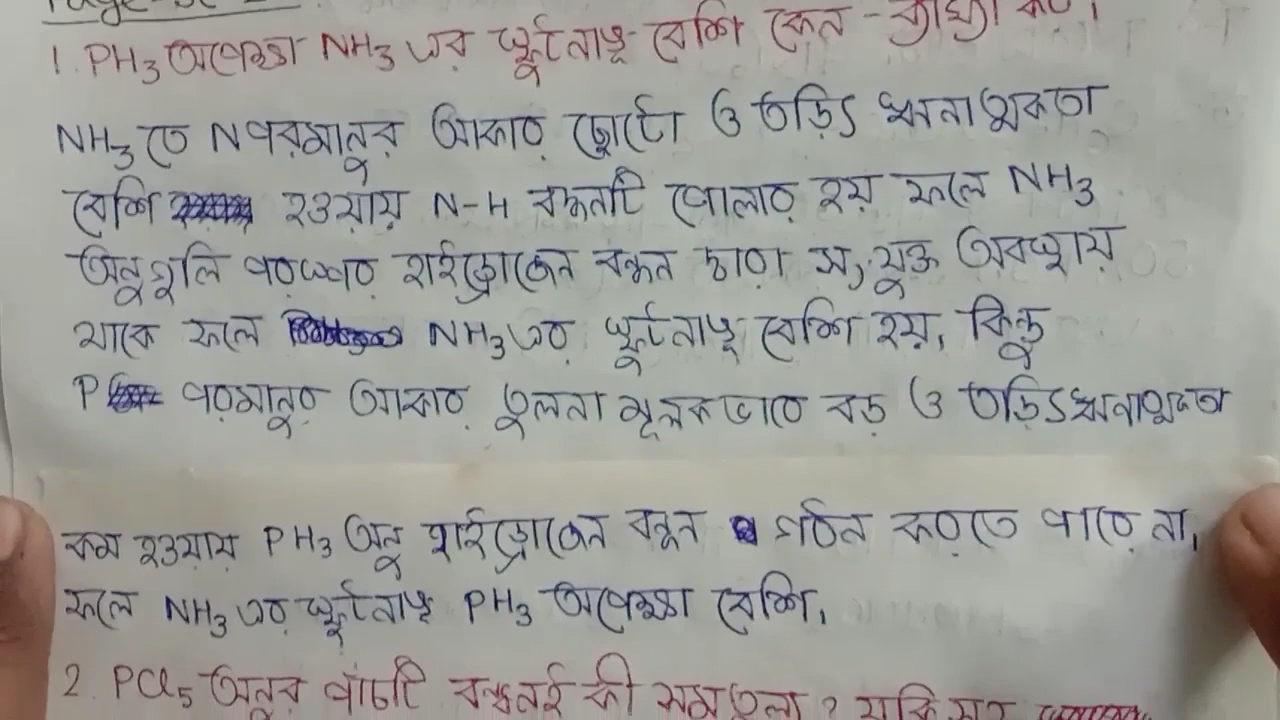 Page-
1. PH3 অপেক্ষা NH3 এর স্ফুটনাঙ্ক বেশি কেন - ব্যাখ্যা কর।
NH3 তে N পরমানুর আকার ছোটো ও তড়িৎ ঋনাত্মকতা
বেশি হওয়ায় N-H বন্ধনটি পোলার হয় ফলে NH3
অনুগুলি পরস্পর হাইড্রোজেন বন্ধন দ্বারা সংযুক্ত অবস্থায়
থাকে ফলে NH3 এর স্ফুটনাঙ্ক বেশি হয়, কিন্তু
P পরমানুর আকার তুলনা মূলকভাবে বড় ও তড়িৎঋনাত্মকতা
কম হওয়ায় PH3 অনু হাইড্রোজেন বন্ধন গঠন করতে পারে না,
ফলে NH3 এর স্ফুটনাঙ্ক PH3 অপেক্ষা বেশি,
2. PCl5 অনুর পাঁচটি বন্ধনই কী সমতুল্য ?